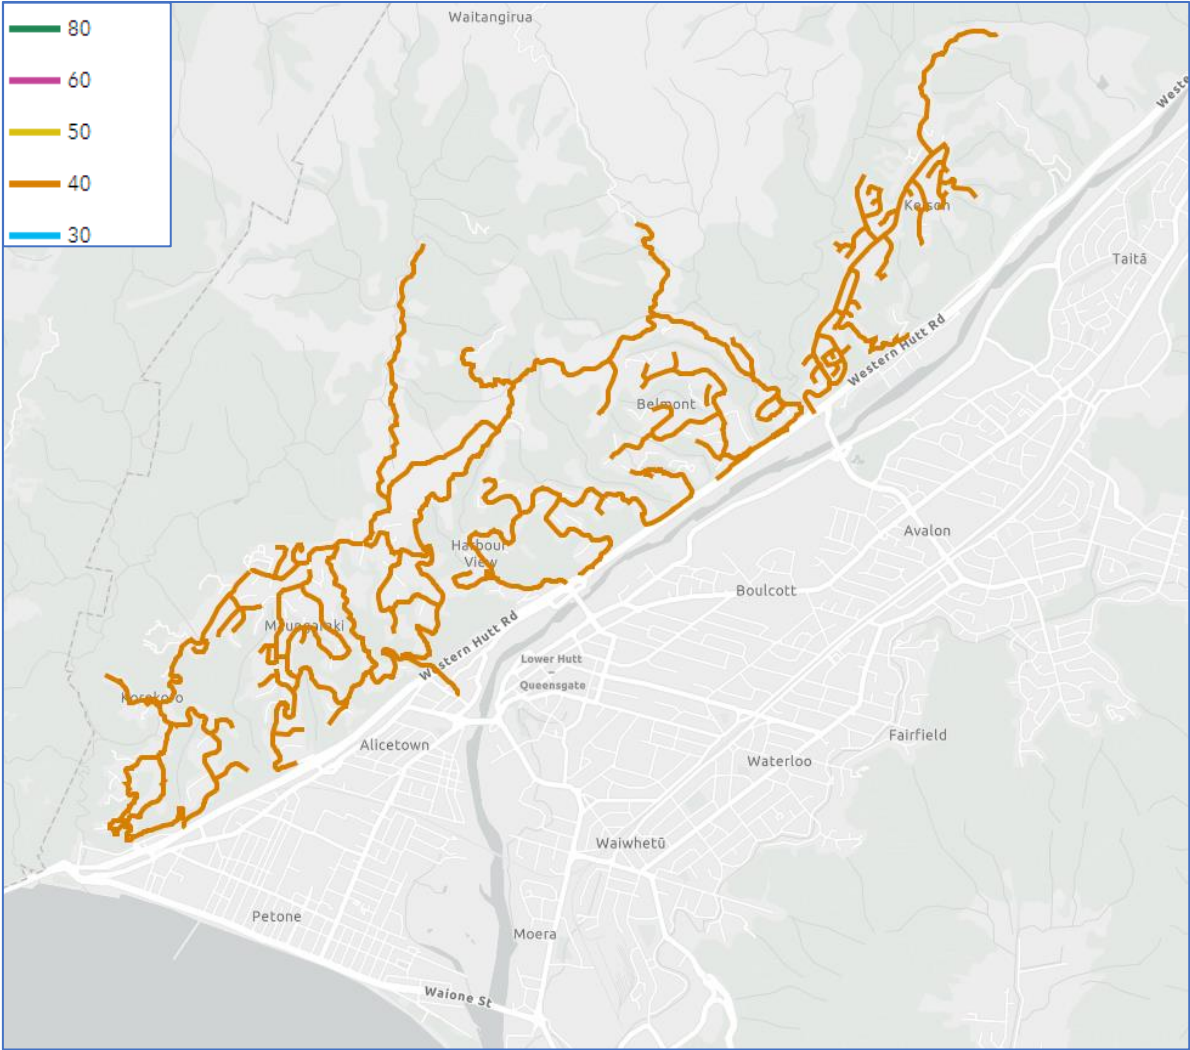 80
60
50
40
30
Waitangirua
Kelson
Taitā
Western Hutt Rd
Belmont
Avalon
Harbour
View
Boulcott
Maungaraki
Western Hutt Rd
Lower Hutt
–
Queensgate
Korokoro
Alicetown
Fairfield
Waterloo
Waiwhetū
Petone
Moera
Waione St
Weste